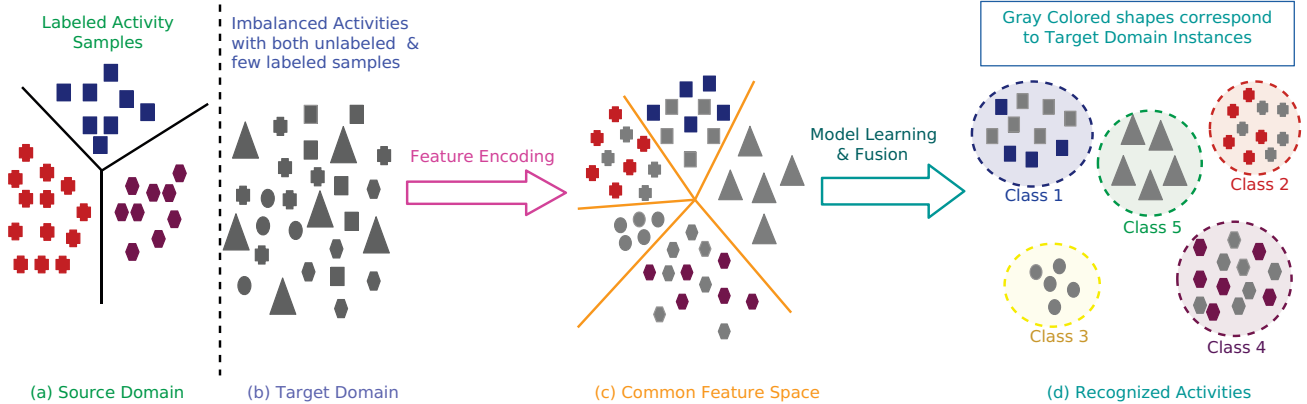 Labeled Activity
Samples
Imbalanced Activities
with both unlabeled &
few labeled samples
Gray Colored shapes correspond
to Target Domain Instances
Feature Encoding
Model Learning
& Fusion
Class 1
Class 2
Class 5
Class 3
Class 4
(a) Source Domain
(b) Target Domain
(c) Common Feature Space
(d) Recognized Activities